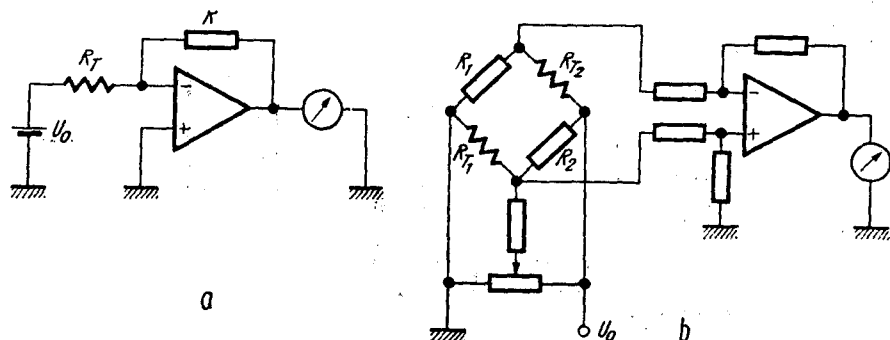 K
R_T
−
+
U_0
a
R_1
R_T2
R_T1
R_2
−
+
U_0
b